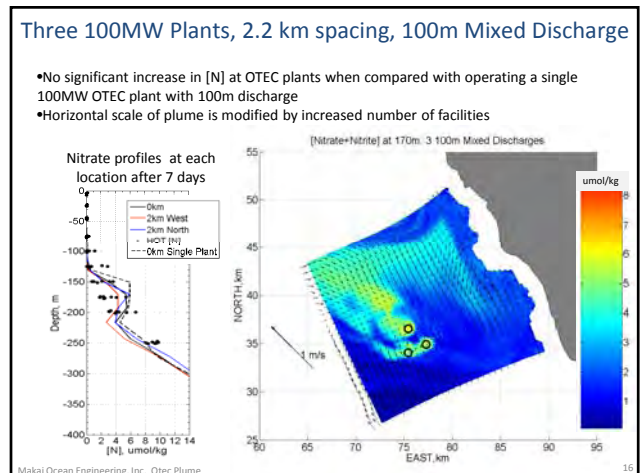 Three 100MW Plants, 2.2 km spacing, 100m Mixed Discharge
•No significant increase in [N] at OTEC plants when compared with operating a single
100MW OTEC plant with 100m discharge
•Horizontal scale of plume is modified by increased number of facilities
Nitrate profiles at each
location after 7 days
0
-50
-100
-150
-200
-250
-300
-350
-400
Depth, m
0km
2km West
2km North
HOT [N]
0km Single Plant
0 2 4 6 8 10 12 14
[N], umol/kg
[Nitrate+Nitrite] at 170m. 3 100m Mixed Discharges
55
50
45
40
35
30
25
NORTH,km
1 m/s
60 65 70 75 80 85 90 95
EAST,km
umol/kg
8
7
6
5
4
3
2
1
Makai Ocean Engineering, Inc. Otec Plume
16